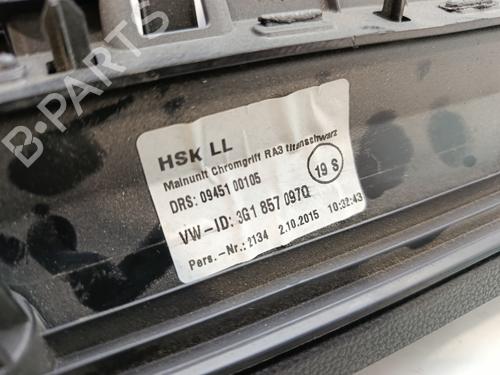 HSK LL
Mainunit Chromgriff RA3 titanschwarz
DRS: 09451 00105
19 S
VW-ID: 3G1 857 097Q
Pers.-Nr.: 2134 2.10.2015 10:32:43
B-PARTS